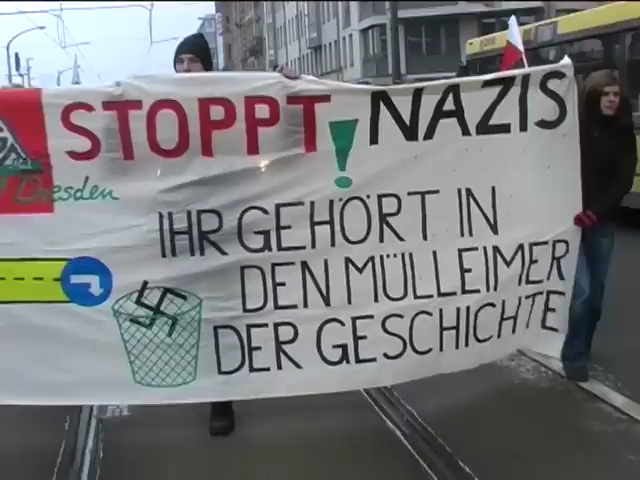 STOPPT! NAZIS
Dresden
IHR GEHÖRT IN
DEN MÜLLEIMER
DER GESCHICHTE